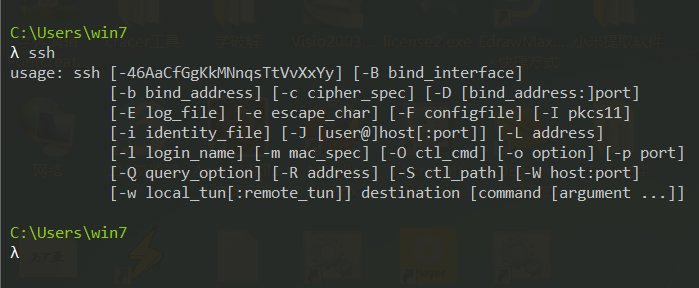 C:\Users\win7
λ ssh
usage: ssh [-46AaCfGgKkMNnqsTtVvXxYy] [-B bind_interface]
           [-b bind_address] [-c cipher_spec] [-D [bind_address:]port]
           [-E log_file] [-e escape_char] [-F configfile] [-I pkcs11]
           [-i identity_file] [-J [user@]host[:port]] [-L address]
           [-l login_name] [-m mac_spec] [-O ctl_cmd] [-o option] [-p port]
           [-Q query_option] [-R address] [-S ctl_path] [-W host:port]
           [-w local_tun[:remote_tun]] destination [command [argument ...]]
C:\Users\win7
λ